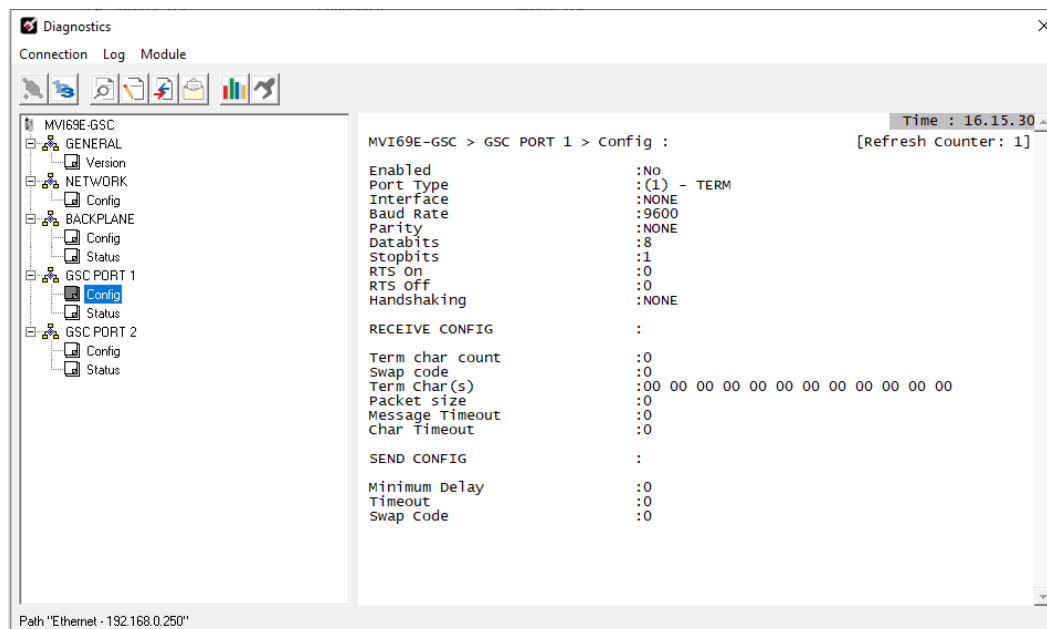 Diagnostics
Connection Log Module
MVI69E-GSC
GENERAL
Version
NETWORK
Config
BACKPLANE
Config
Status
GSC PORT 1
Config
Status
GSC PORT 2
Config
Status
Time : 16.15.30
MVI69E-GSC > GSC PORT 1 > Config : [Refresh Counter: 1]
Enabled :No
Port Type :(1) - TERM
Interface :NONE
Baud Rate :9600
Parity :NONE
Databits :8
Stopbits :1
RTS On :0
RTS Off :0
Handshaking :NONE
RECEIVE CONFIG :
Term char count :0
Swap code :0
Term Char(s) :00 00 00 00 00 00 00 00 00 00 00 00
Packet size :0
Message Timeout :0
Char Timeout :0
SEND CONFIG :
Minimum Delay :0
Timeout :0
Swap Code :0
Path "Ethernet - 192.168.0.250"